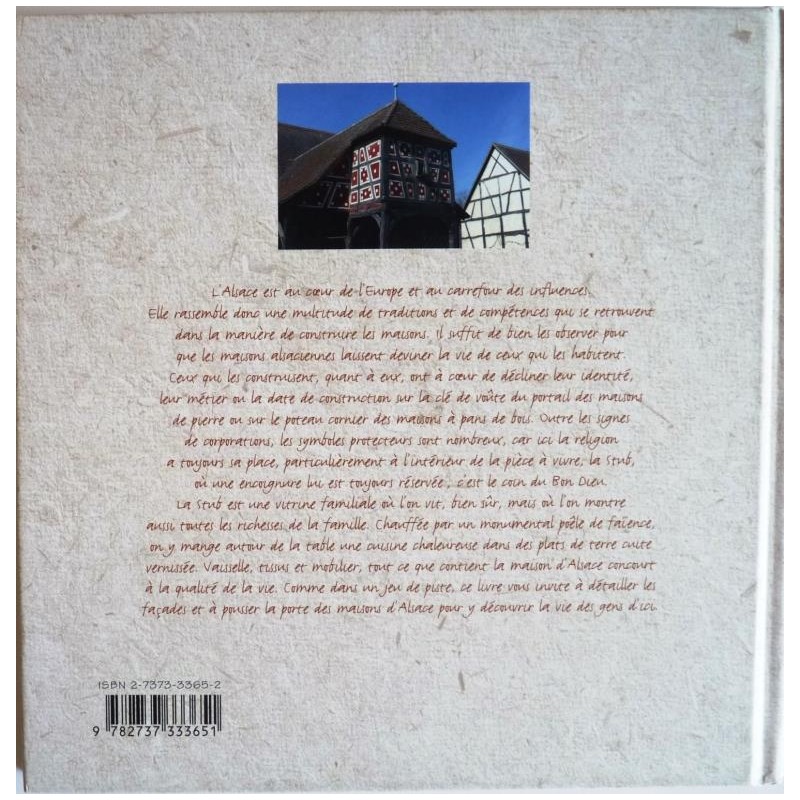 L'Alsace est au cœur de l'Europe et au carrefour des influences.
Elle rassemble donc une multitude de traditions et de compétences qui se retrouvent
dans la manière de construire les maisons. Il suffit de bien les observer pour
que les maisons alsaciennes laissent deviner la vie de ceux qui les habitent.
Ceux qui les construisent, quant à eux, ont à cœur de décliner leur identité,
leur métier ou la date de construction sur la clé de voûte du portail des maisons
de pierre ou sur le poteau cornier des maisons à pans de bois. Outre les signes
de corporations, les symboles protecteurs sont nombreux, car ici la religion
a toujours sa place, particulièrement à l'intérieur de la pièce à vivre, la Stub,
où une encoignure lui est toujours réservée, c'est le coin du Bon Dieu.
La Stub est une vitrine familiale où l'on vit, bien sûr, mais où l'on montre
aussi toutes les richesses de la famille. Chauffée par un monumental poêle de faïence,
on y mange autour de la table une cuisine chaleureuse dans des plats de terre cuite
vernissée. Vaisselle, tissus et mobilier, tout ce que contient la maison d'Alsace concourt
à la qualité de la vie. Comme dans un jeu de piste, ce livre vous invite à détailler les
façades et à pousser la porte des maisons d'Alsace pour y découvrir la vie des gens d'ici.
ISBN 2-7373-3365-2
9 782737 333651